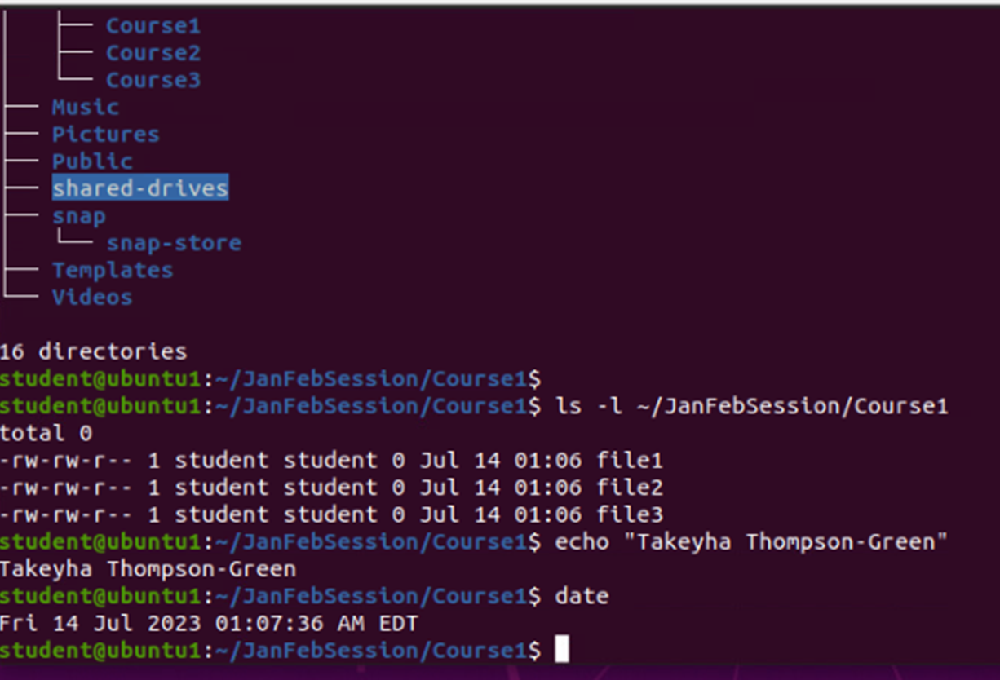 ├── Course1
├── Course2
└── Course3
├── Music
├── Pictures
├── Public
├── shared-drives
├── snap
└── snap-store
├── Templates
└── Videos
16 directories
student@ubuntu1:~/JanFebSession/Course1$
student@ubuntu1:~/JanFebSession/Course1$ ls -l ~/JanFebSession/Course1
total 0
-rw-rw-r-- 1 student student 0 Jul 14 01:06 file1
-rw-rw-r-- 1 student student 0 Jul 14 01:06 file2
-rw-rw-r-- 1 student student 0 Jul 14 01:06 file3
student@ubuntu1:~/JanFebSession/Course1$ echo "Takeyha Thompson-Green"
Takeyha Thompson-Green
student@ubuntu1:~/JanFebSession/Course1$ date
Fri 14 Jul 2023 01:07:36 AM EDT
student@ubuntu1:~/JanFebSession/Course1$